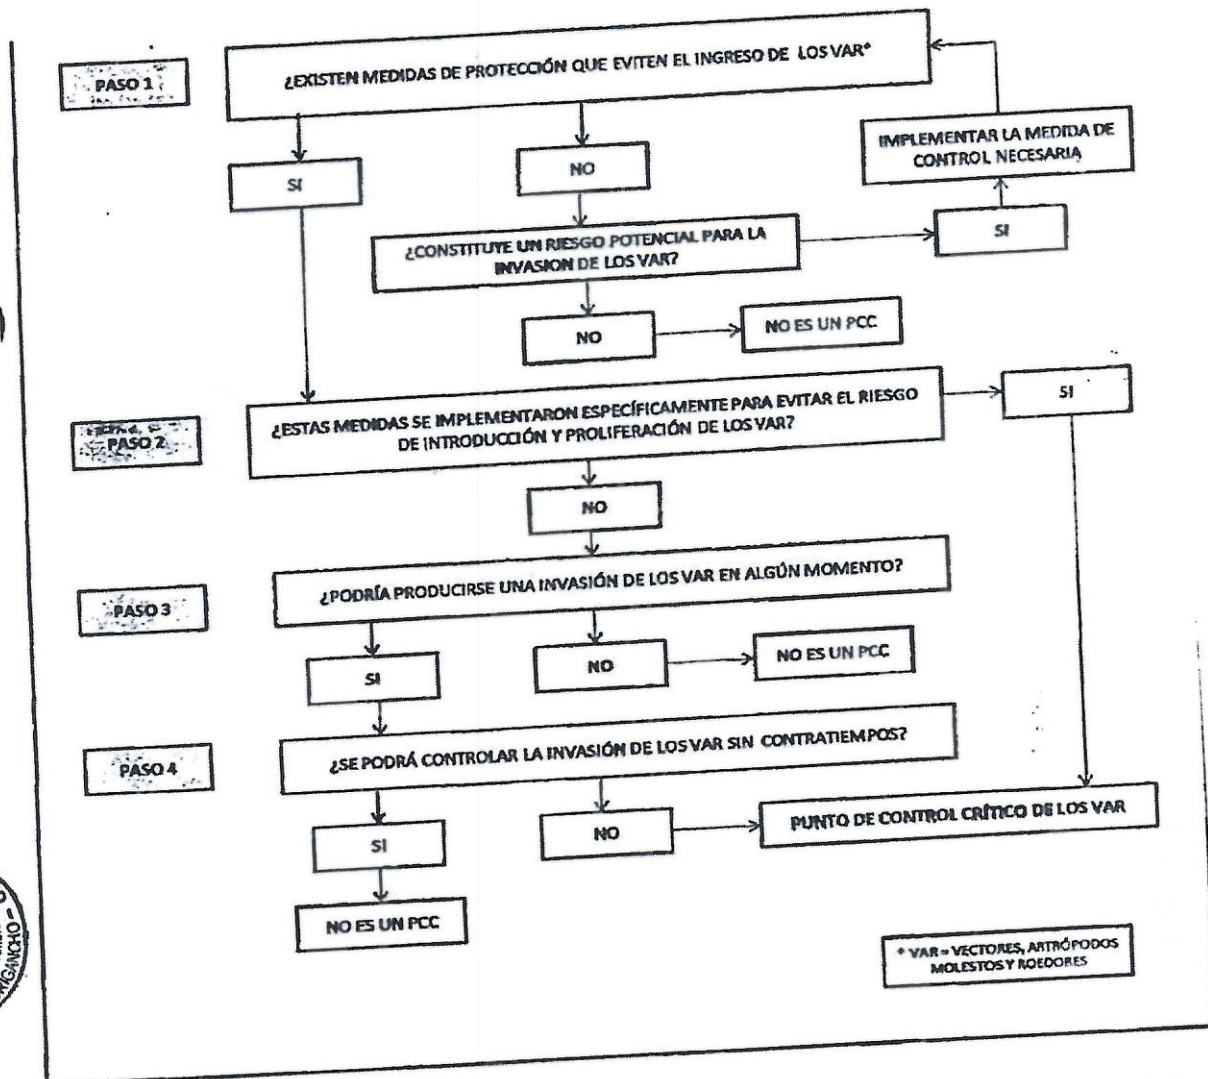 PASO 1
¿EXISTEN MEDIDAS DE PROTECCIÓN QUE EVITEN EL INGRESO DE LOS VAR*
IMPLEMENTAR LA MEDIDA DE
CONTROL NECESARIA
SI
NO
¿CONSTITUYE UN RIESGO POTENCIAL PARA LA
INVASION DE LOS VAR?
SI
NO
NO ES UN PCC
PASO 2
¿ESTAS MEDIDAS SE IMPLEMENTARON ESPECÍFICAMENTE PARA EVITAR EL RIESGO
DE INTRODUCCIÓN Y PROLIFERACIÓN DE LOS VAR?
SI
NO
PASO 3
¿PODRÍA PRODUCIRSE UNA INVASIÓN DE LOS VAR EN ALGÚN MOMENTO?
SI
NO
NO ES UN PCC
PASO 4
¿SE PODRÁ CONTROLAR LA INVASIÓN DE LOS VAR SIN CONTRATIEMPOS?
SI
NO
PUNTO DE CONTROL CRÍTICO DE LOS VAR
NO ES UN PCC
* VAR = VECTORES, ARTRÓPODOS
MOLESTOS Y ROEDORES